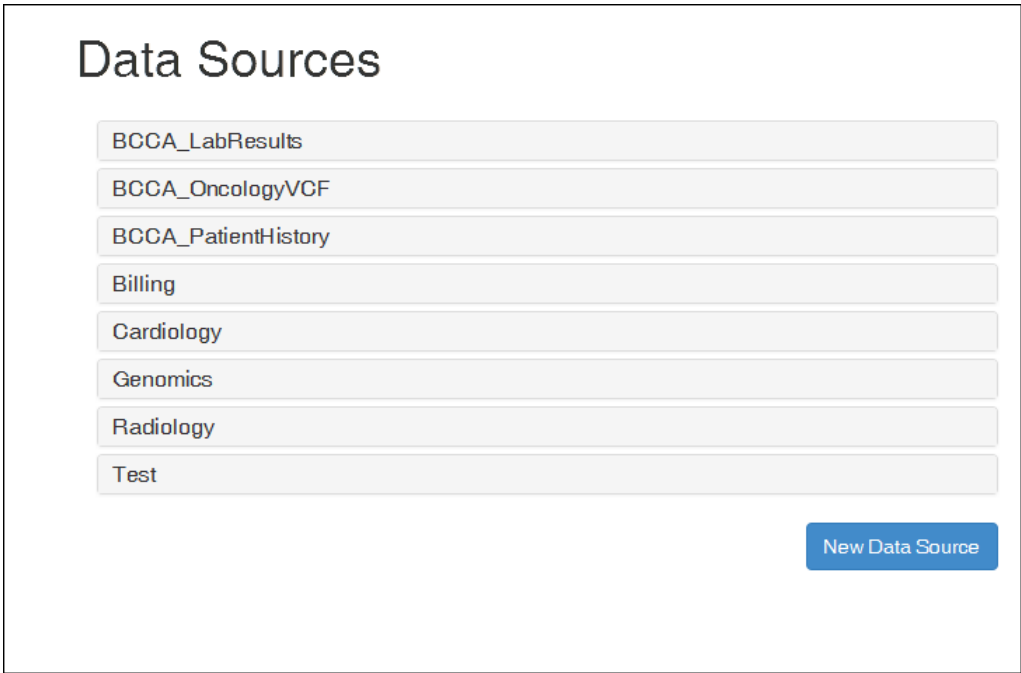 Data Sources
BCCA_LabResults
BCCA_OncologyVCF
BCCA_PatientHistory
Billing
Cardiology
Genomics
Radiology
Test
New Data Source